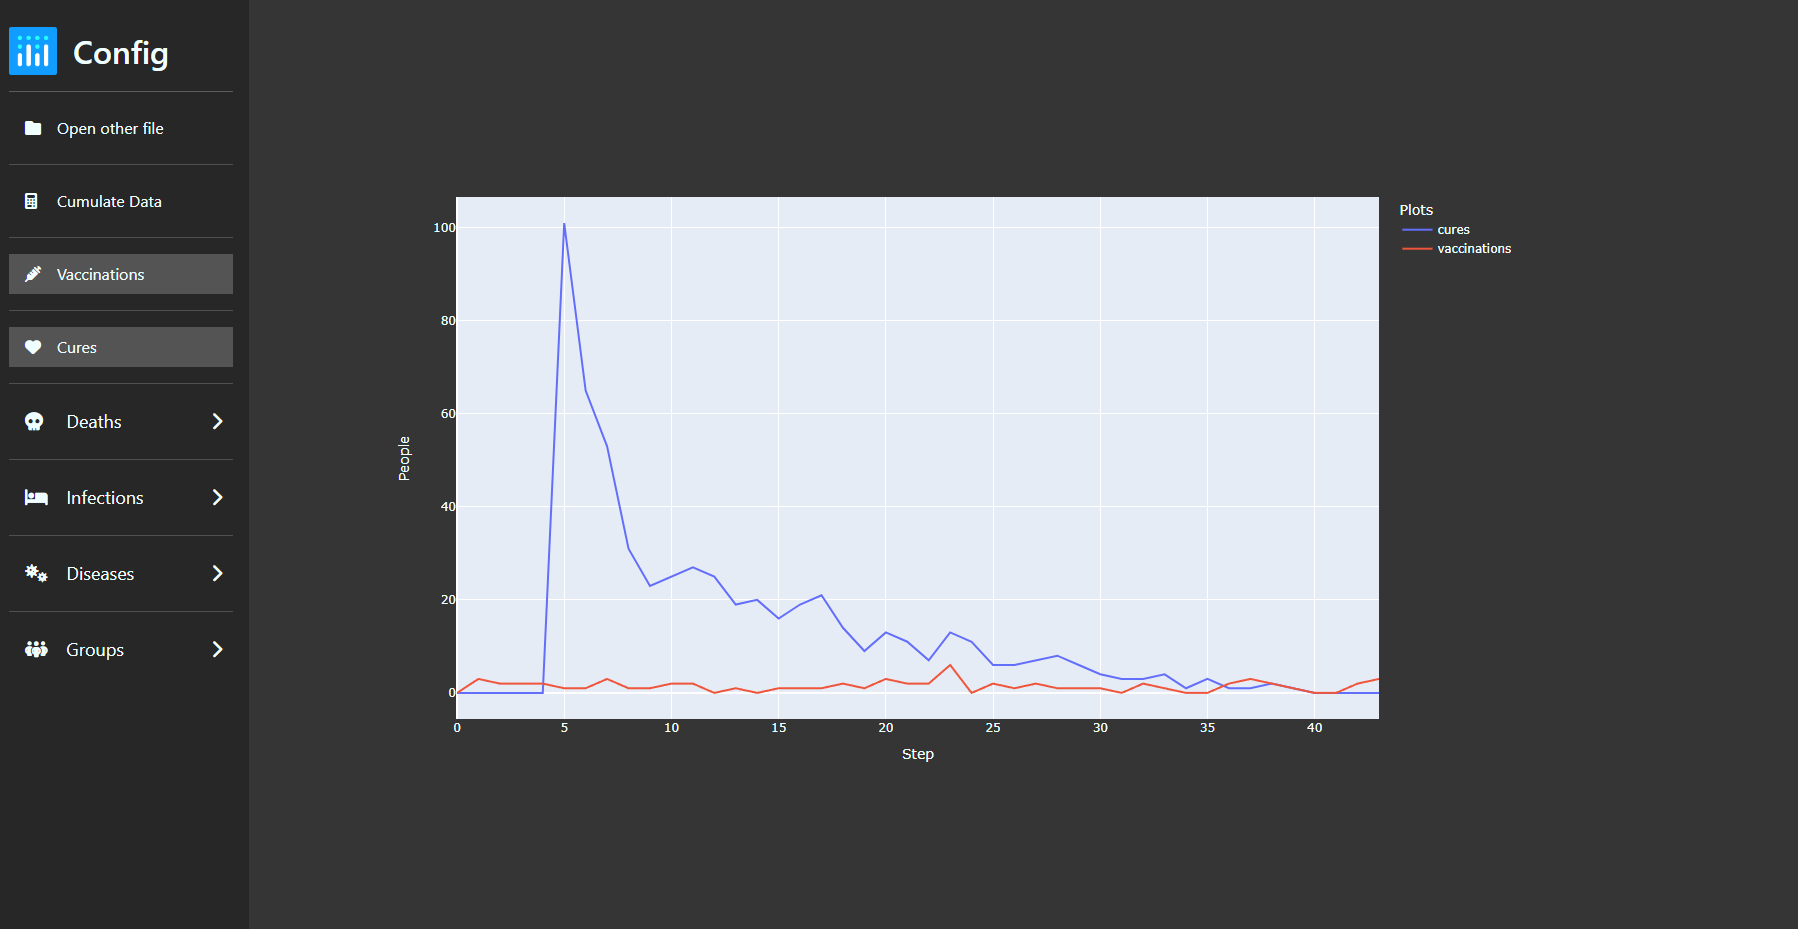 Config
Open other file
Cumulate Data
Vaccinations
Cures
Deaths
Infections
Diseases
Groups
Plots
cures
vaccinations
100
80
60
40
20
0
People
0 5 10 15 20 25 30 35 40
Step